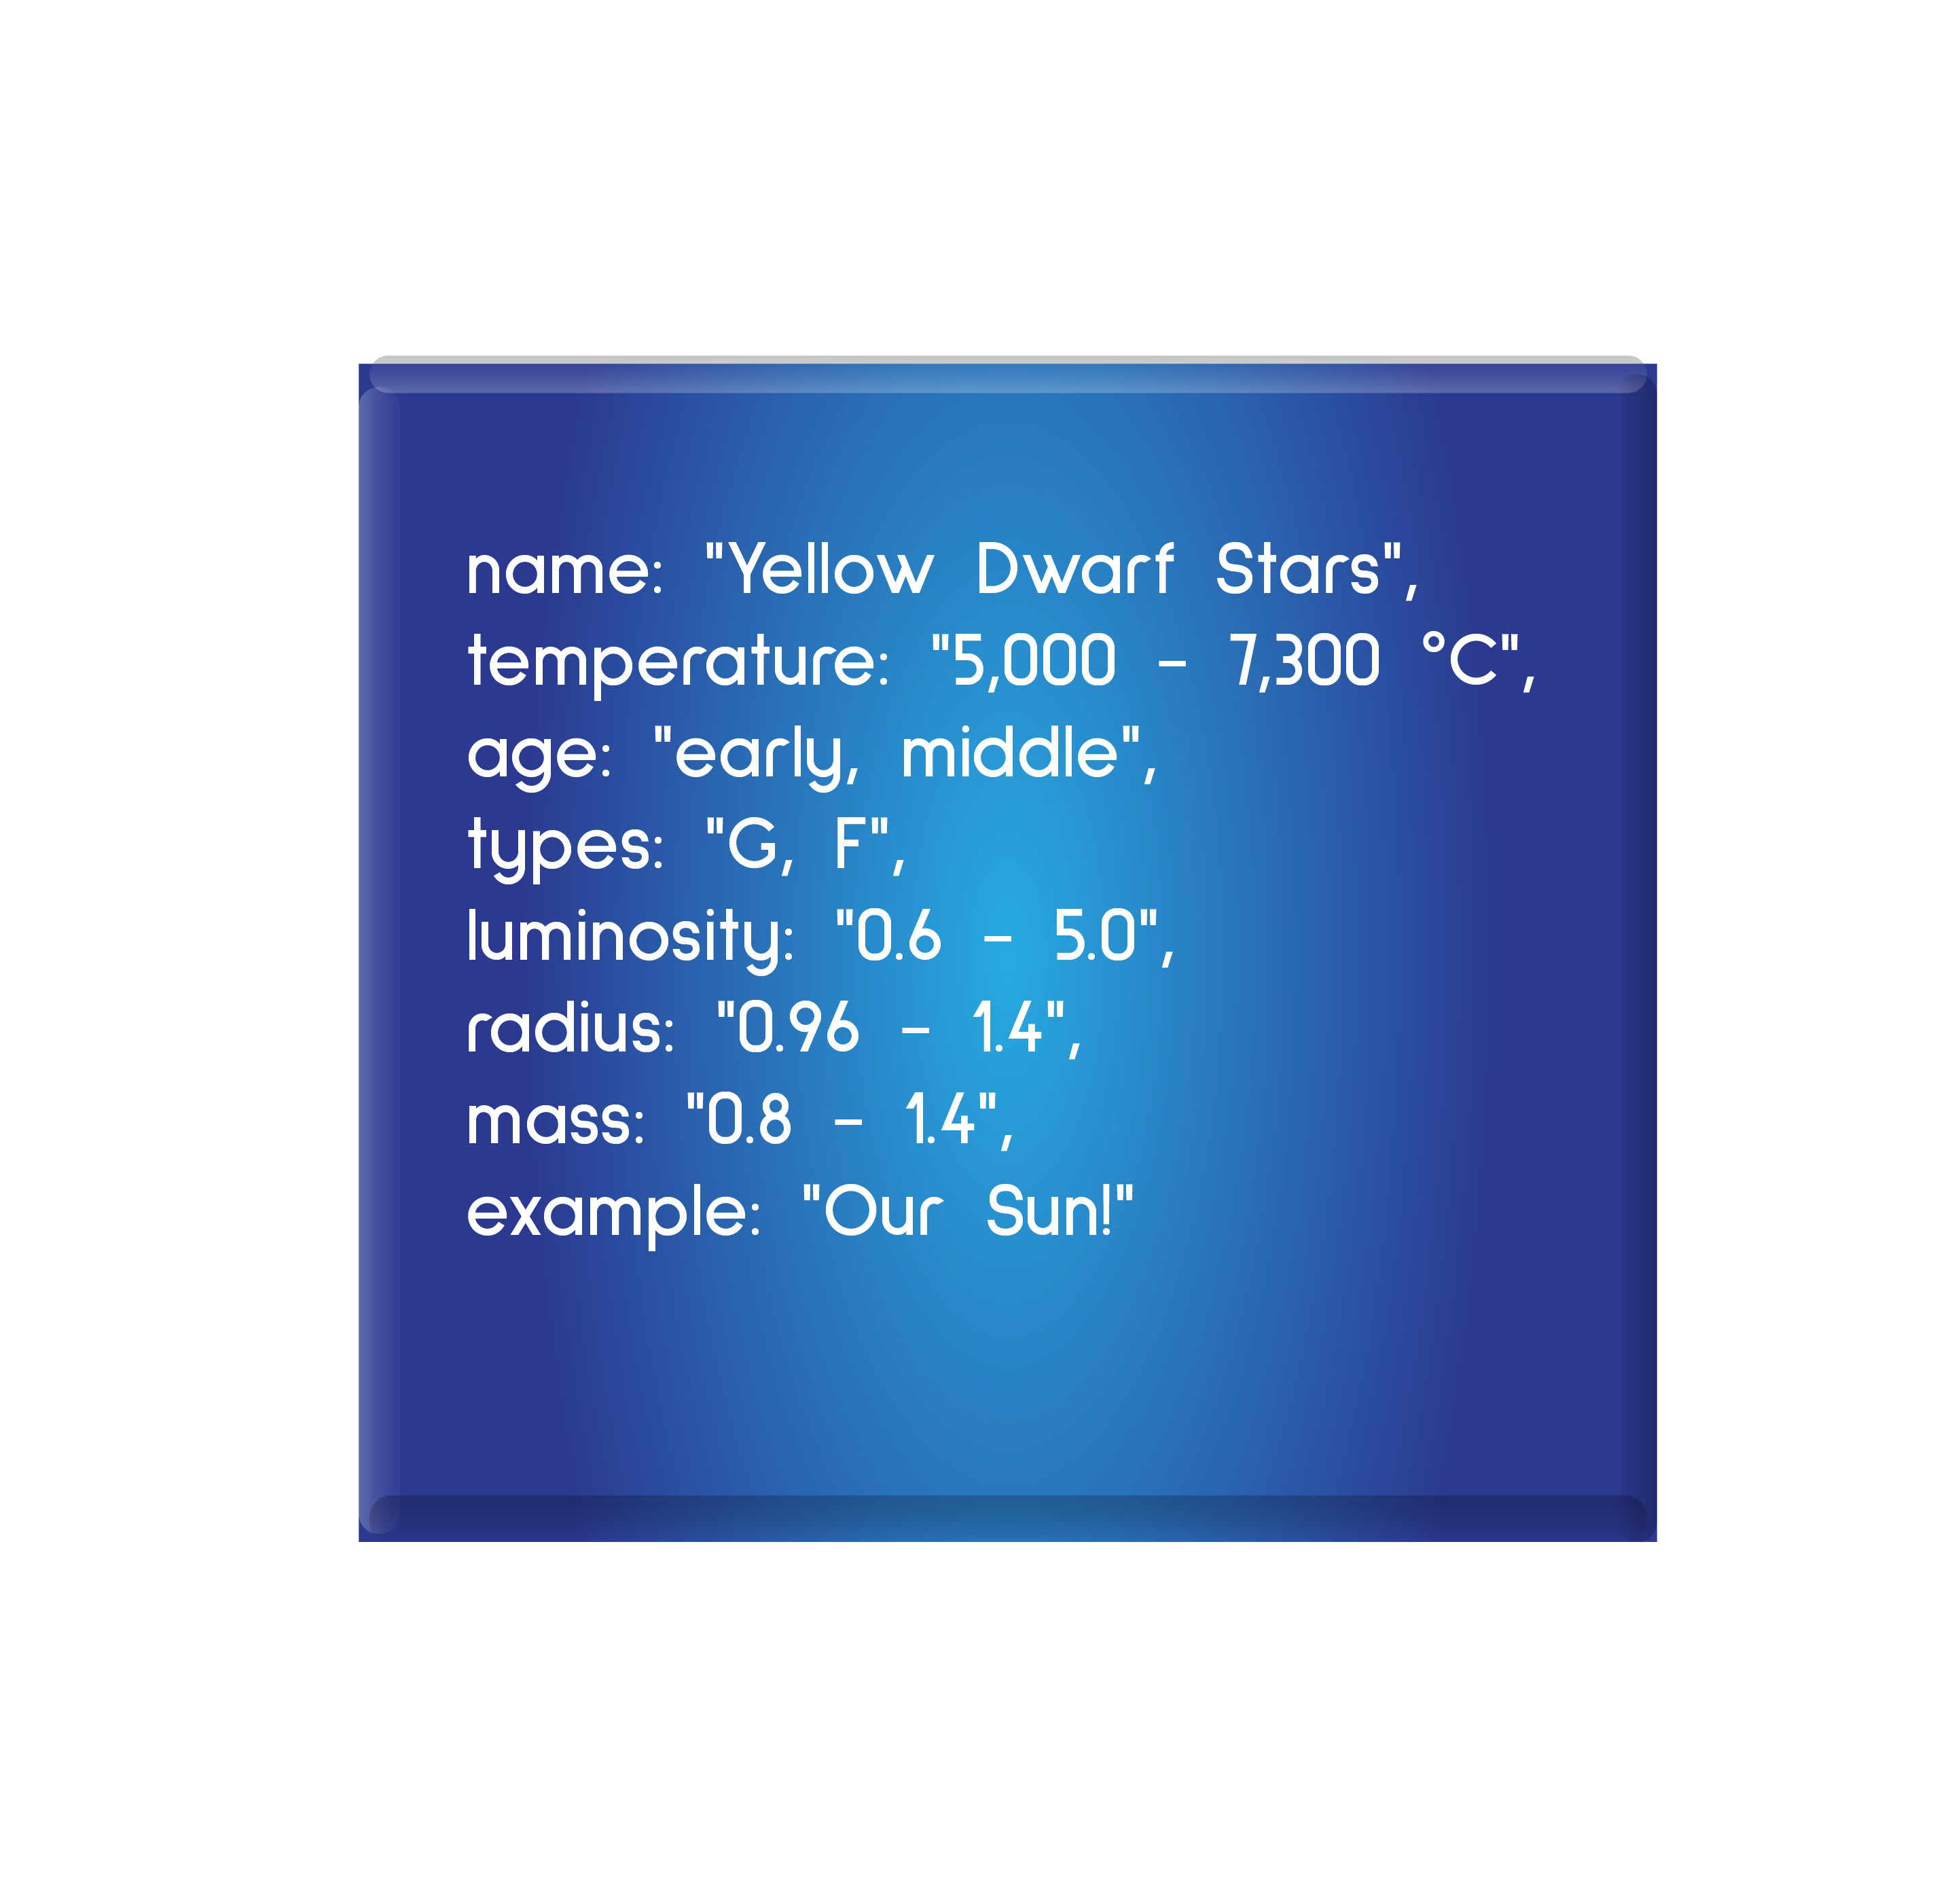 name: "Yellow Dwarf Stars",
temperature: "5,000 – 7,300 °C",
age: "early, middle",
types: "G, F",
luminosity: "0.6 – 5.0",
radius: "0.96 – 1.4",
mass: "0.8 – 1.4",
example: "Our Sun!"